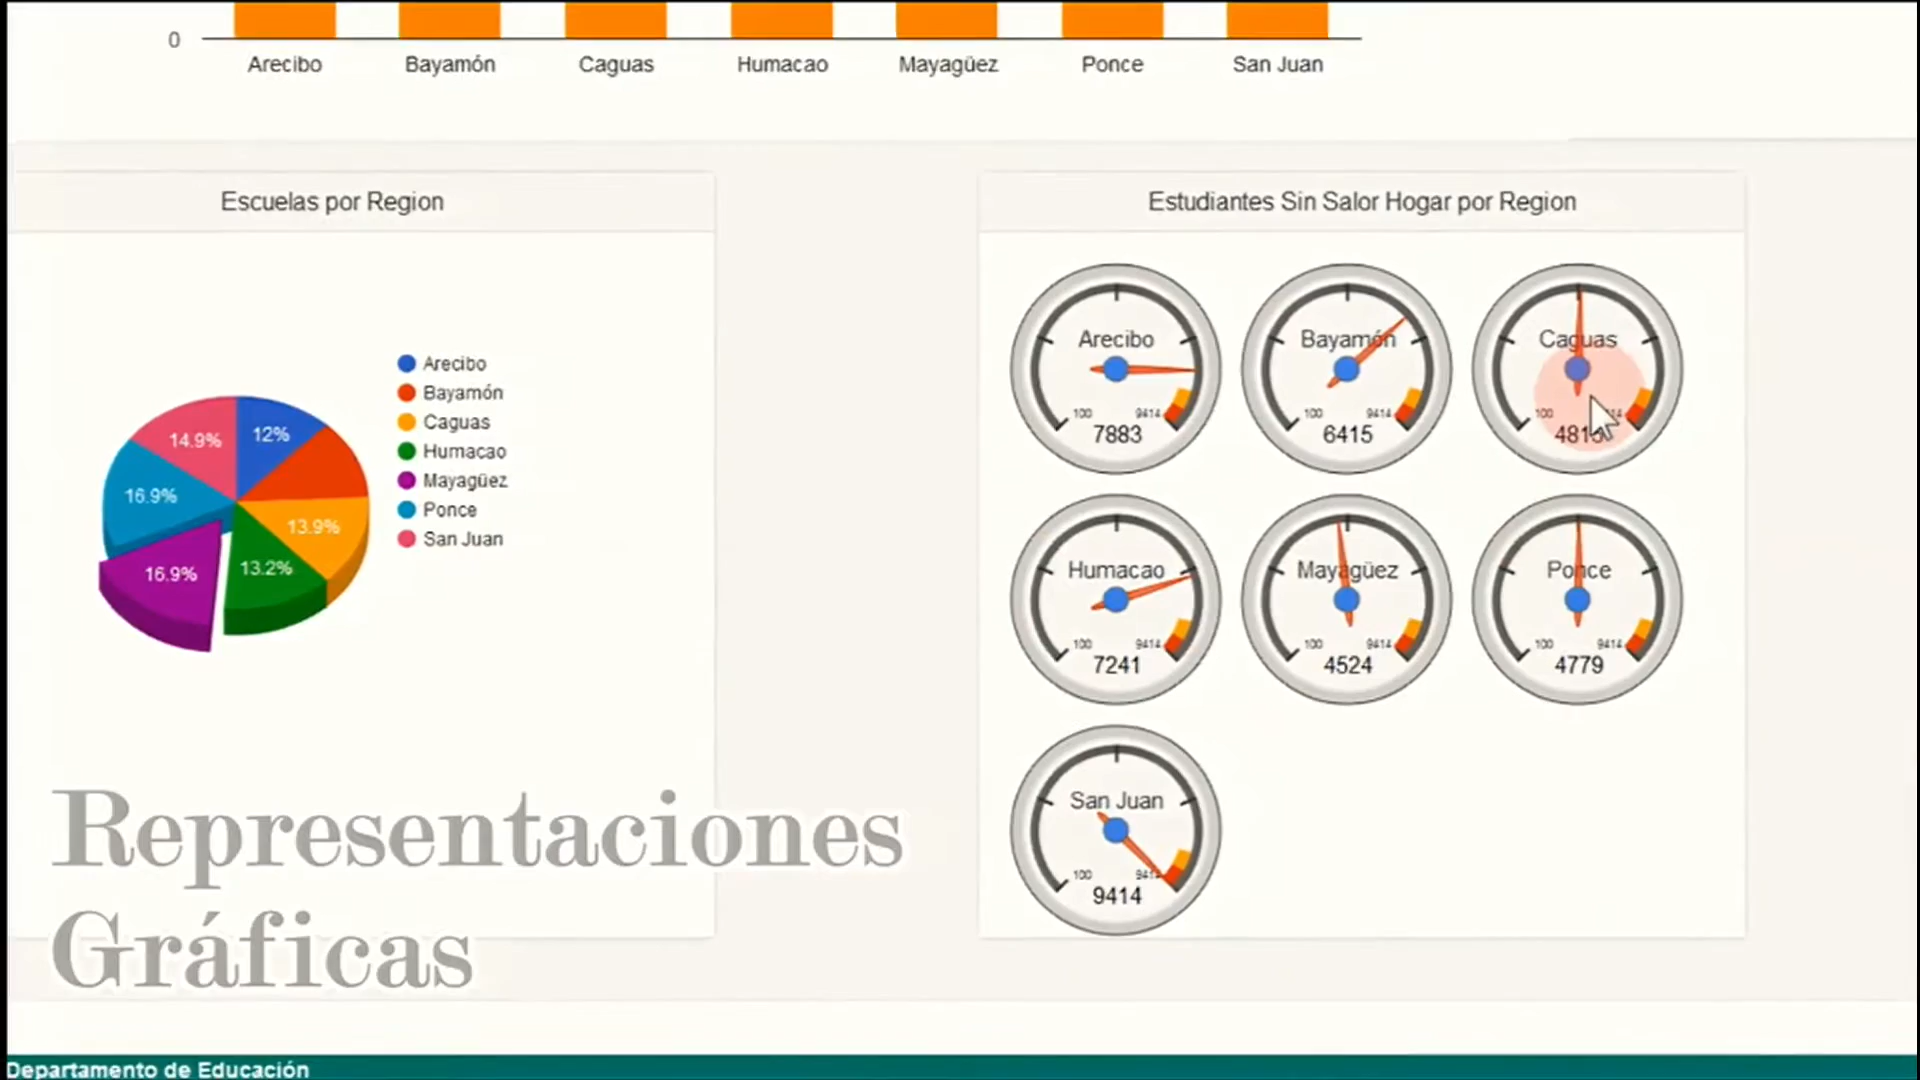 0
Arecibo Bayamón Caguas Humacao Mayagüez Ponce San Juan
Escuelas por Region
Arecibo
Bayamón
Caguas
Humacao
Mayagüez
Ponce
San Juan
14.9% 12%
16.9% 13.9%
16.9% 13.2%
Estudiantes Sin Salor Hogar por Region
Arecibo Bayamón Caguas
100 9414 100 9414 100
7883 6415
Humacao Mayagüez Ponce
100 9414 100 9414 100 9414
7241 4524 4779
San Juan
100 9414
9414
Representaciones
Gráficas
Departamento de Educación